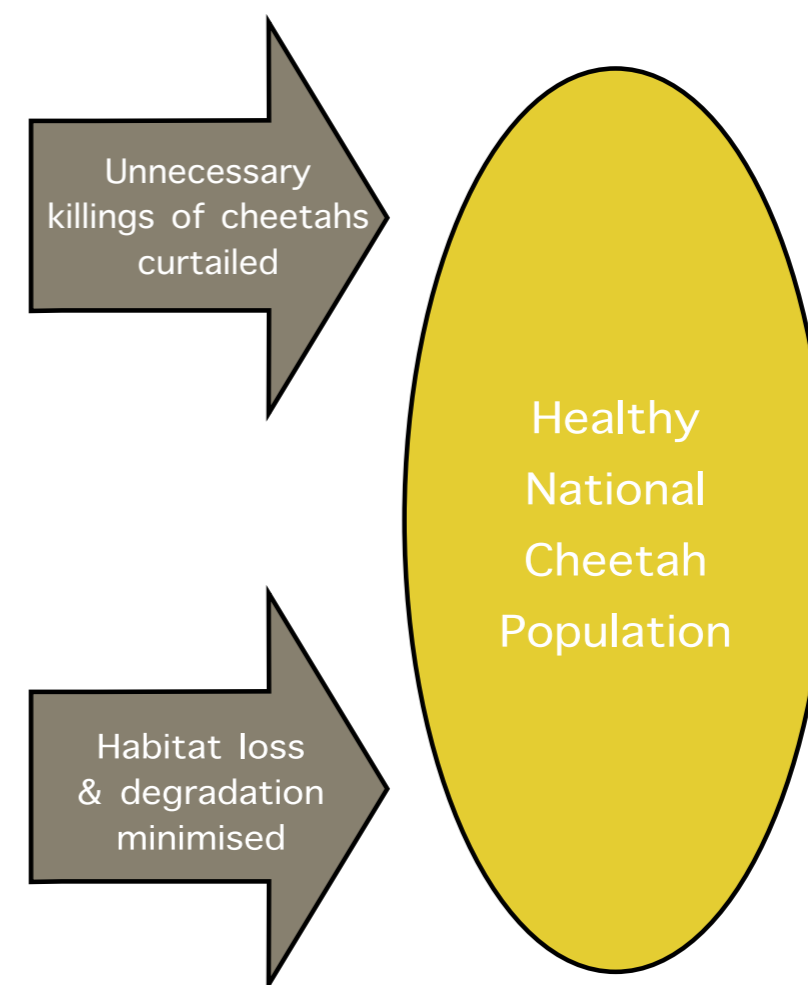 Unnecessary
killings of cheetahs
curtailed
Healthy
National
Cheetah
Population
Habitat loss
& degradation
minimised